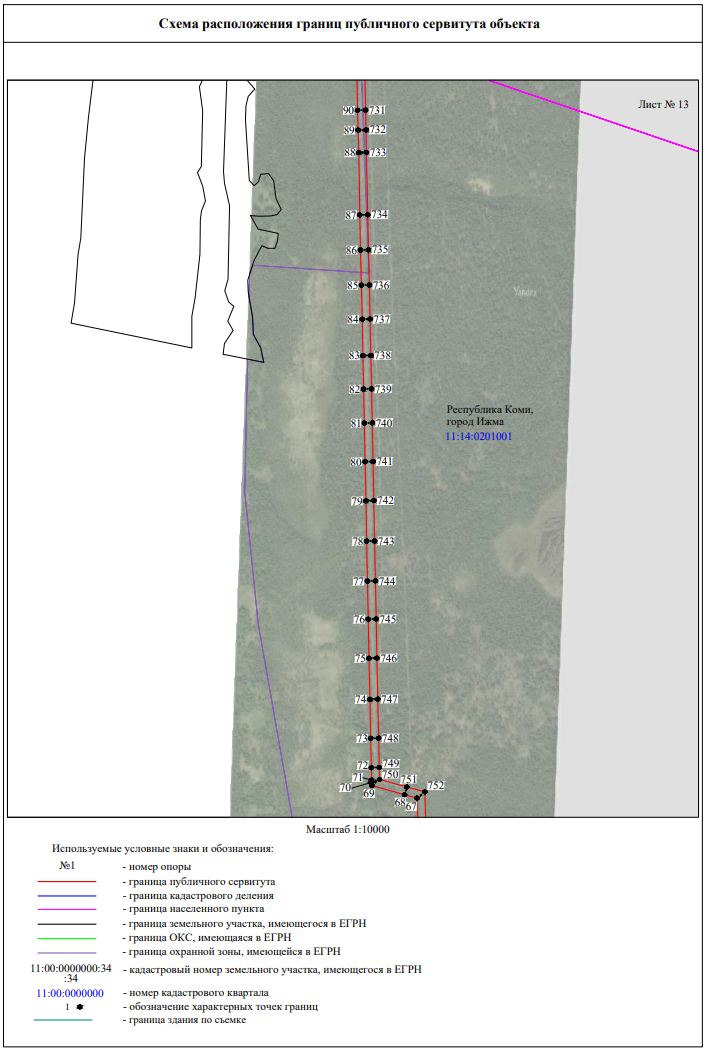 Схема расположения границ публичного сервитута объекта
Лист № 13
90 731
89 732
88 733
87 734
86 735
85 736
Yandex
84 737
83 738
82 739
Республика Коми,
город Ижма
11:14:0201001
81 740
80 741
79 742
78 743
77 744
76 745
75 746
74 747
73 748
72 749
71 750 751
70 69 752
68
67
Масштаб 1:10000
Используемые условные знаки и обозначения:
№1 - номер опоры
- граница публичного сервитута
- граница кадастрового деления
- граница населенного пункта
- граница земельного участка, имеющегося в ЕГРН
- граница ОКС, имеющаяся в ЕГРН
- граница охранной зоны, имеющейся в ЕГРН
11:00:0000000:34
:34 - кадастровый номер земельного участка, имеющегося в ЕГРН
11:00:0000000 - номер кадастрового квартала
1 - обозначение характерных точек границ
- граница здания по съемке